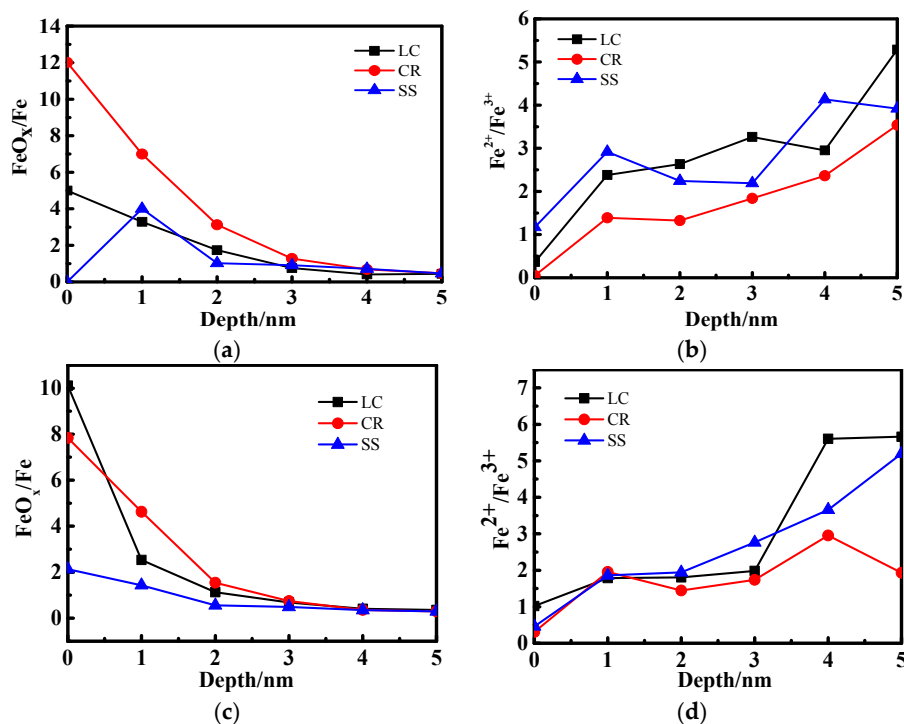 14
12
10
8
6
4
2
0
FeOₓ/Fe
LC
CR
SS
0 1 2 3 4 5
Depth/nm
(a)
6
5
4
3
2
1
0
Fe²⁺/Fe³⁺
LC
CR
SS
0 1 2 3 4 5
Depth/nm
(b)
10
8
6
4
2
0
FeOₓ/Fe
LC
CR
SS
0 1 2 3 4 5
Depth/nm
(c)
7
6
5
4
3
2
1
0
Fe²⁺/Fe³⁺
LC
CR
SS
0 1 2 3 4 5
Depth/nm
(d)